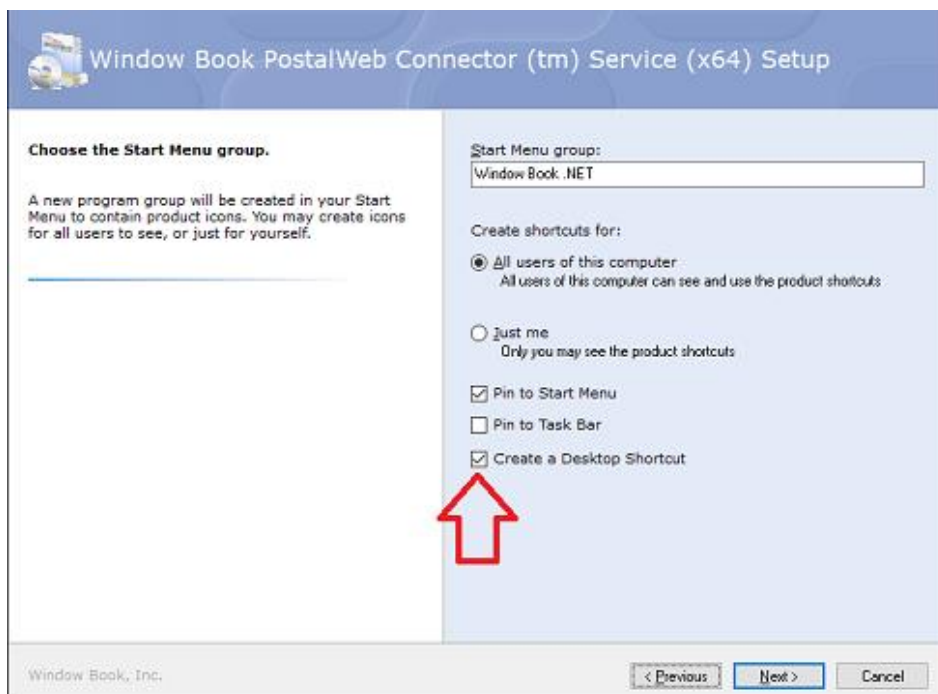 Window Book PostalWeb Connector (tm) Service (x64) Setup
Choose the Start Menu group.
A new program group will be created in your Start
Menu to contain product icons. You may create icons
for all users to see, or just for yourself.
Start Menu group:
Window Book .NET
Create shortcuts for:
All users of this computer
All users of this computer can see and use the product shortcuts
Just me
Only you may see the product shortcuts
Pin to Start Menu
Pin to Task Bar
Create a Desktop Shortcut
Window Book, Inc.
< Previous
Next >
Cancel